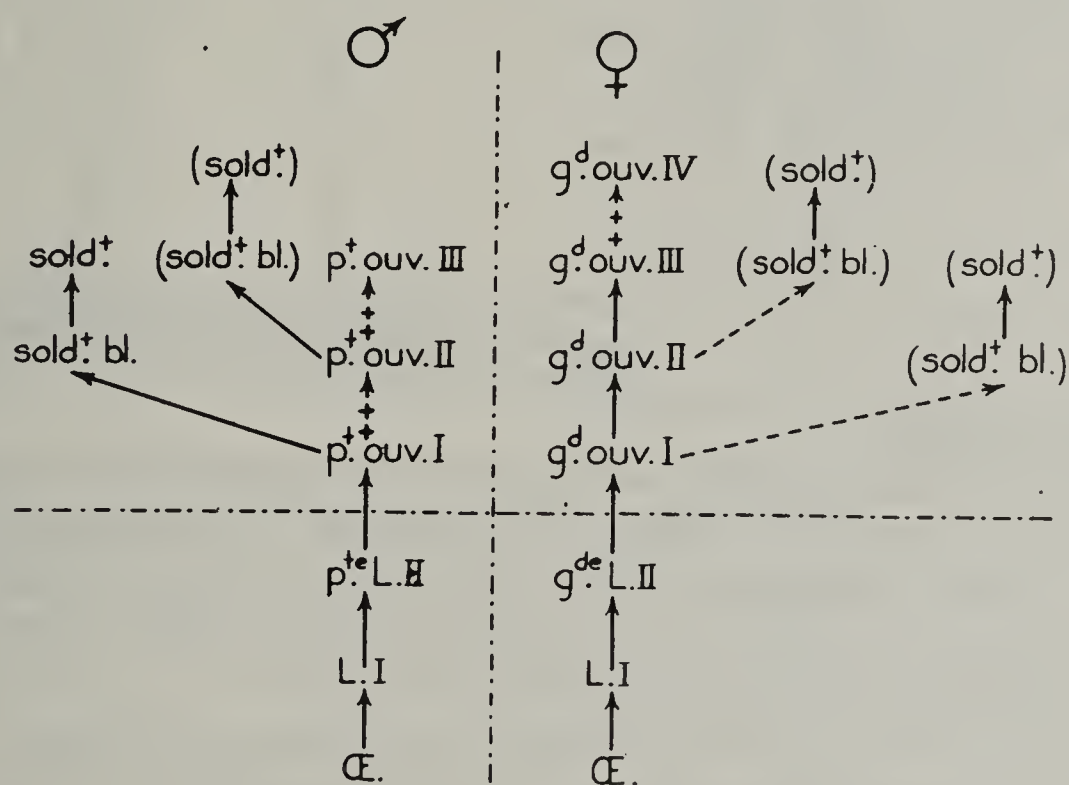 ♂ ♀
(sold.ᵗ) g.ᵈ ouv. IV (sold.ᵗ)
sold.ᵗ (sold.ᵗ bl.) p.ᵗ ouv. III g.ᵈ ouv. III (sold.ᵗ bl.) (sold.ᵗ)
sold.ᵗ bl. p.ᵗ ouv. II g.ᵈ ouv. II (sold.ᵗ bl.)
p.ᵗ ouv. I g.ᵈ ouv. I
p.ᵗᵉ L. II g.ᵈᵉ L. II
L. I L. I
Œ. Œ.